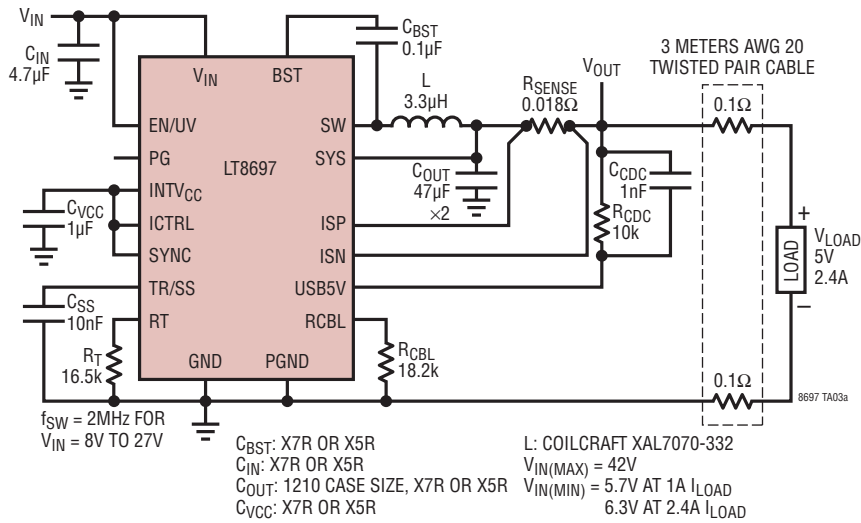 VIN
CIN
4.7µF
CBST
0.1µF
L
3.3µH
RSENSE
0.018Ω
VOUT
3 METERS AWG 20
TWISTED PAIR CABLE
0.1Ω
VIN
BST
EN/UV
SW
PG
SYS
LT8697
INTVCC
ICTRL
ISP
SYNC
ISN
TR/SS
USB5V
RT
RCBL
GND
PGND
CVCC
1µF
CSS
10nF
RT
16.5k
RCBL
18.2k
COUT
47µF
×2
CCDC
1nF
RCDC
10k
LOAD
+
VLOAD
5V
2.4A
–
0.1Ω
8697 TA03a
fSW = 2MHz FOR
VIN = 8V TO 27V
CBST: X7R OR X5R
CIN: X7R OR X5R
COUT: 1210 CASE SIZE, X7R OR X5R
CVCC: X7R OR X5R
L: COILCRAFT XAL7070-332
VIN(MAX) = 42V
VIN(MIN) = 5.7V AT 1A ILOAD
6.3V AT 2.4A ILOAD